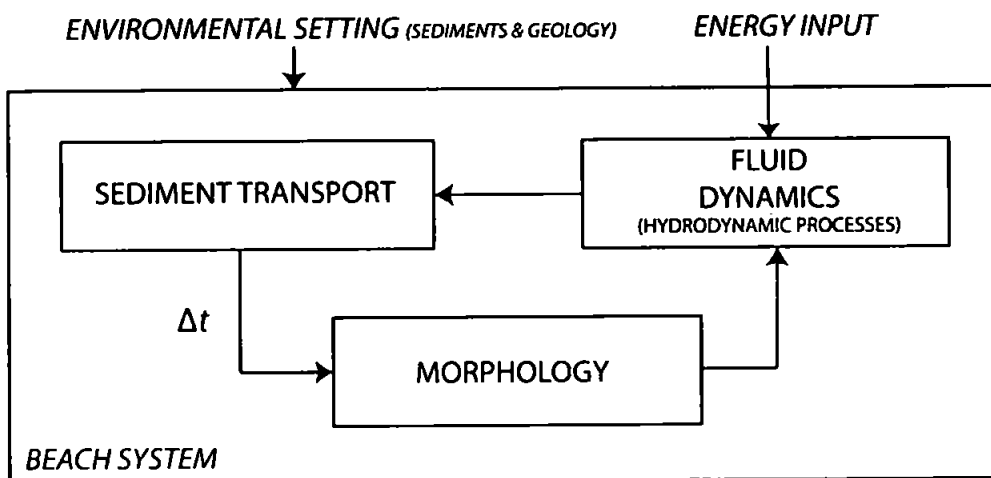 ENVIRONMENTAL SETTING (SEDIMENTS & GEOLOGY)
ENERGY INPUT
SEDIMENT TRANSPORT
FLUID
DYNAMICS
(HYDRODYNAMIC PROCESSES)
Δt
MORPHOLOGY
BEACH SYSTEM